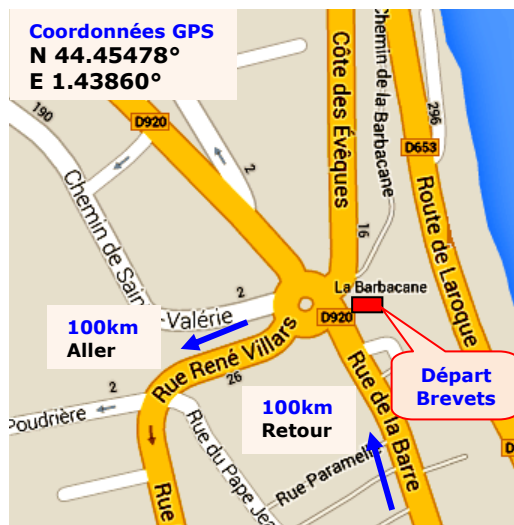 Coordonnées GPS
N 44.45478°
E 1.43860°
190
D920
2
Côte des Évêques
Chemin de la Barbacane
296
D653
Route de Laroque
Chemin de Sain
Valérie
2
16
La Barbacane
D920
100km
Aller
Rue René Villars
26
Départ
Brevets
2
Poudrière
100km
Retour
Rue de la Barre
Rue du Pape Jea
Rue Paramelle
Rue
D